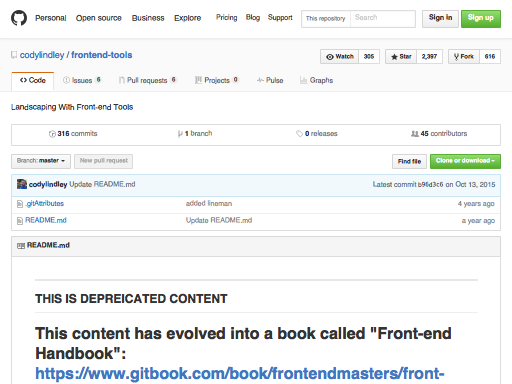 Personal Open source Business Explore Pricing Blog Support This repository Search Sign in Sign up
codylindley / frontend-tools Watch 305 Star 2,397 Fork 616
Code Issues 6 Pull requests 6 Projects 0 Pulse Graphs
Landscaping With Front-end Tools
316 commits 1 branch 0 releases 45 contributors
Branch: master New pull request Find file Clone or download
codylindley Update README.md Latest commit b96d3c6 on Oct 13, 2015
.gitAttributes added lineman 4 years ago
README.md Update README.md a year ago
README.md
THIS IS DEPREICATED CONTENT
This content has evolved into a book called "Front-end
Handbook":
https://www.gitbook.com/book/frontendmasters/front-